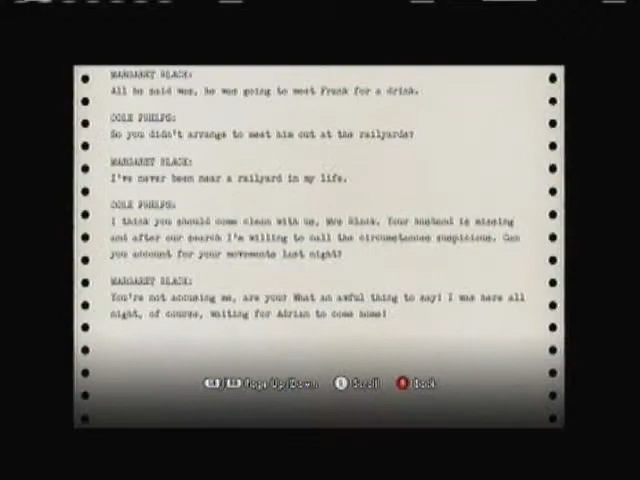 MARGARET BLACK:
All he said was, he was going to meet Frank for a drink.
COLE PHELPS:
So you didn't arrange to meet him out at the railyards?
MARGARET BLACK:
I've never been near a railyard in my life.
COLE PHELPS:
I think you should come clean with us, Mrs Black. Your husband is missing
and after our search I'm willing to call the circumstances suspicious. Can
you account for your movements last night?
MARGARET BLACK:
You're not accusing me, are you? What an awful thing to say! I was here all
night, of course, waiting for Adrian to come home!
LB/RB Page Up/Down L Scroll B Back